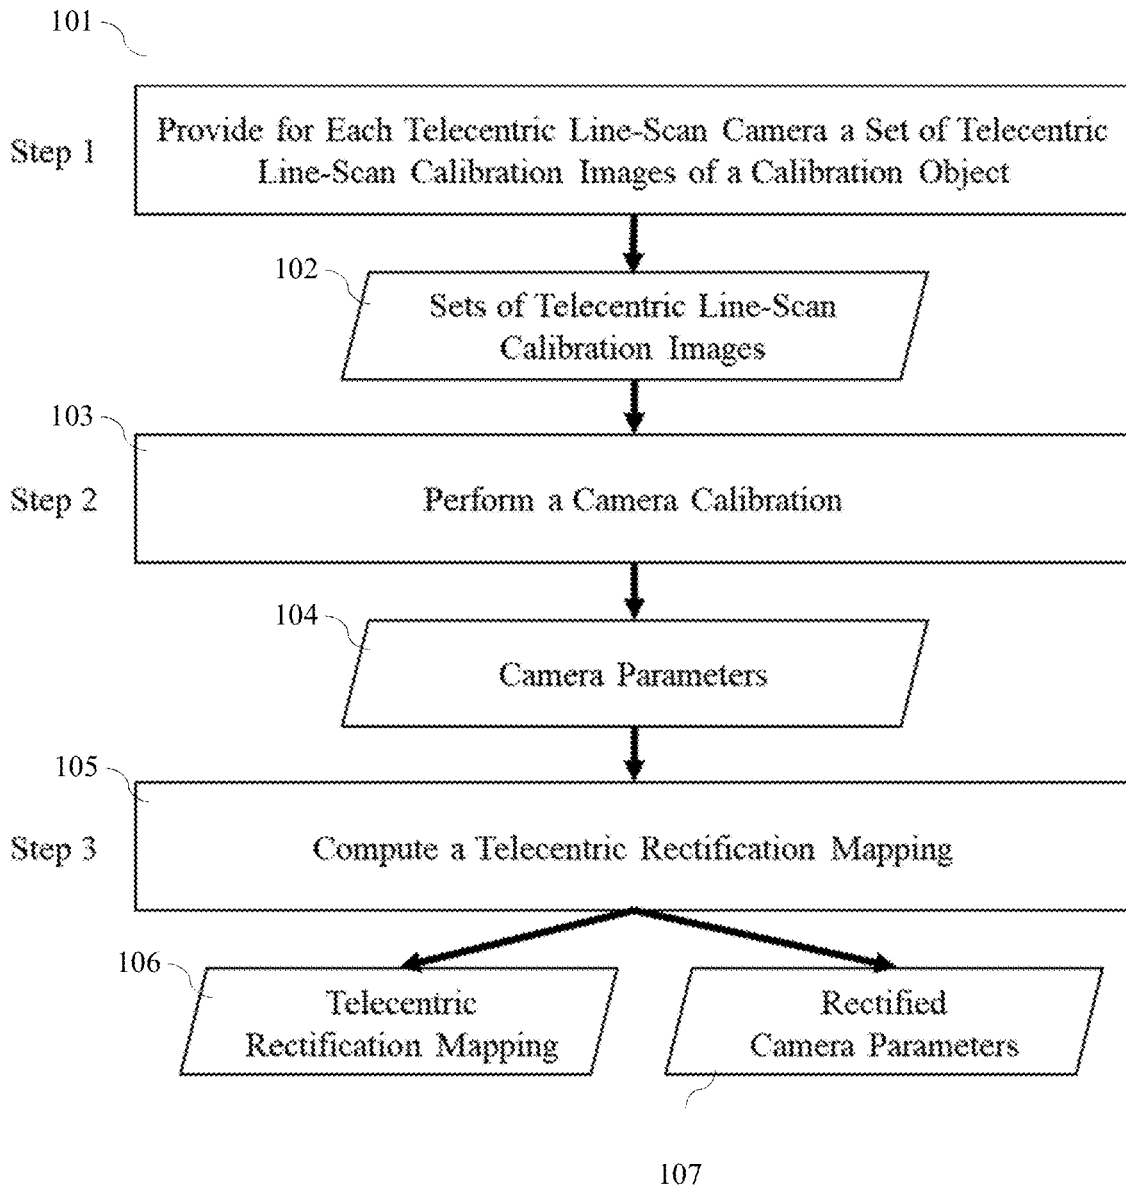 101
Step 1
Provide for Each Telecentric Line-Scan Camera a Set of Telecentric
Line-Scan Calibration Images of a Calibration Object
102
Sets of Telecentric Line-Scan
Calibration Images
103
Step 2
Perform a Camera Calibration
104
Camera Parameters
105
Step 3
Compute a Telecentric Rectification Mapping
106
Telecentric
Rectification Mapping
Rectified
Camera Parameters
107